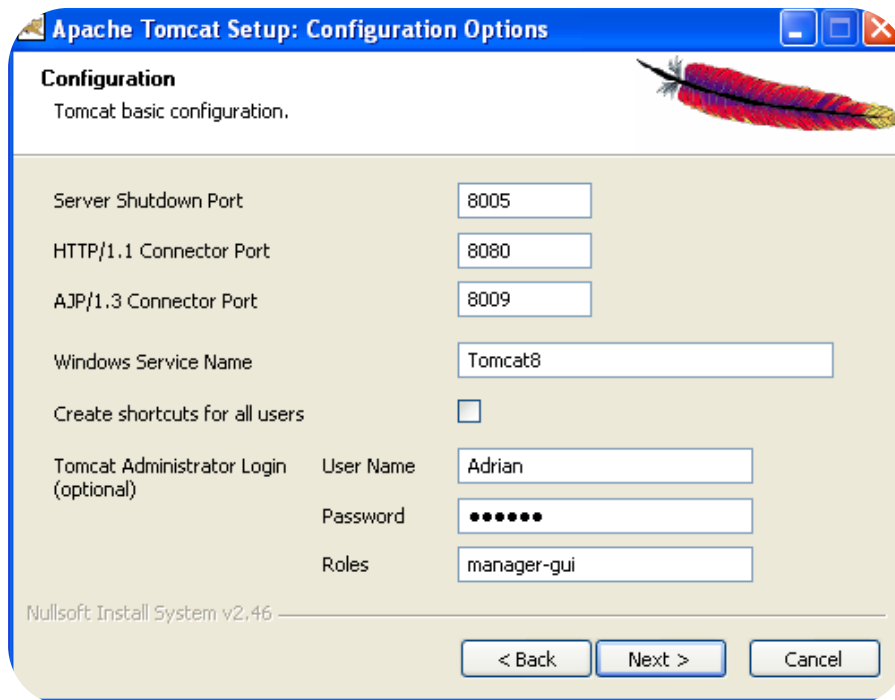 Apache Tomcat Setup: Configuration Options
Configuration
Tomcat basic configuration.
Server Shutdown Port 8005
HTTP/1.1 Connector Port 8080
AJP/1.3 Connector Port 8009
Windows Service Name Tomcat8
Create shortcuts for all users
Tomcat Administrator Login User Name Adrian
(optional)
Password ●●●●●●
Roles manager-gui
Nullsoft Install System v2.46
< Back Next > Cancel